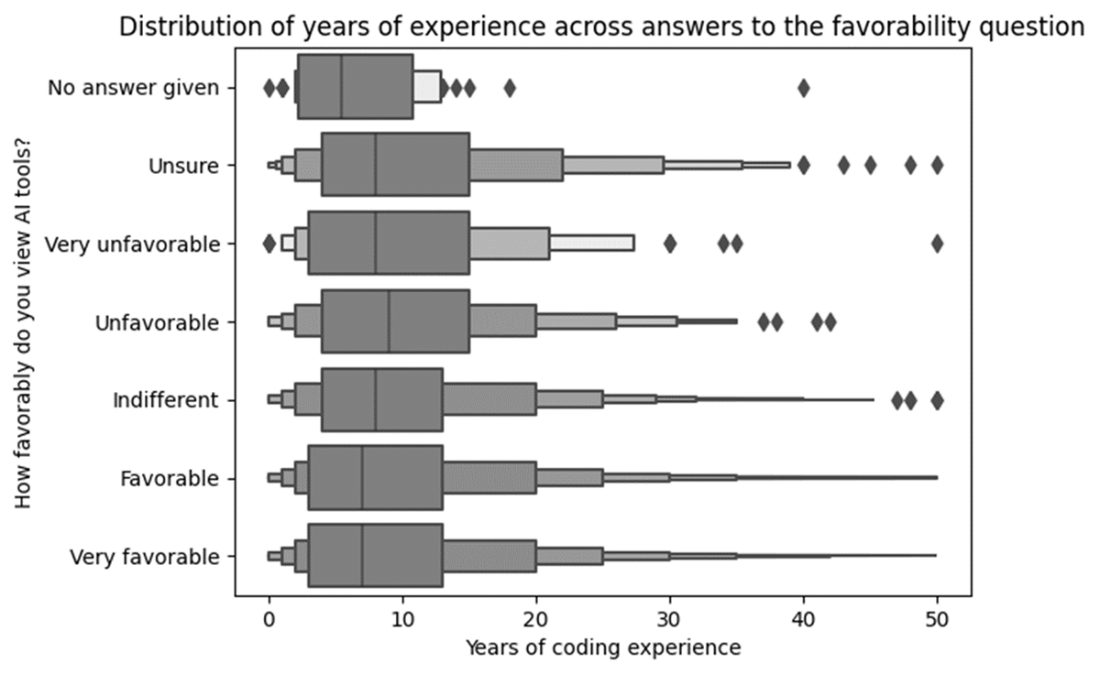 Distribution of years of experience across answers to the favorability question
How favorably do you view AI tools?
No answer given
Unsure
Very unfavorable
Unfavorable
Indifferent
Favorable
Very favorable
0 10 20 30 40 50
Years of coding experience